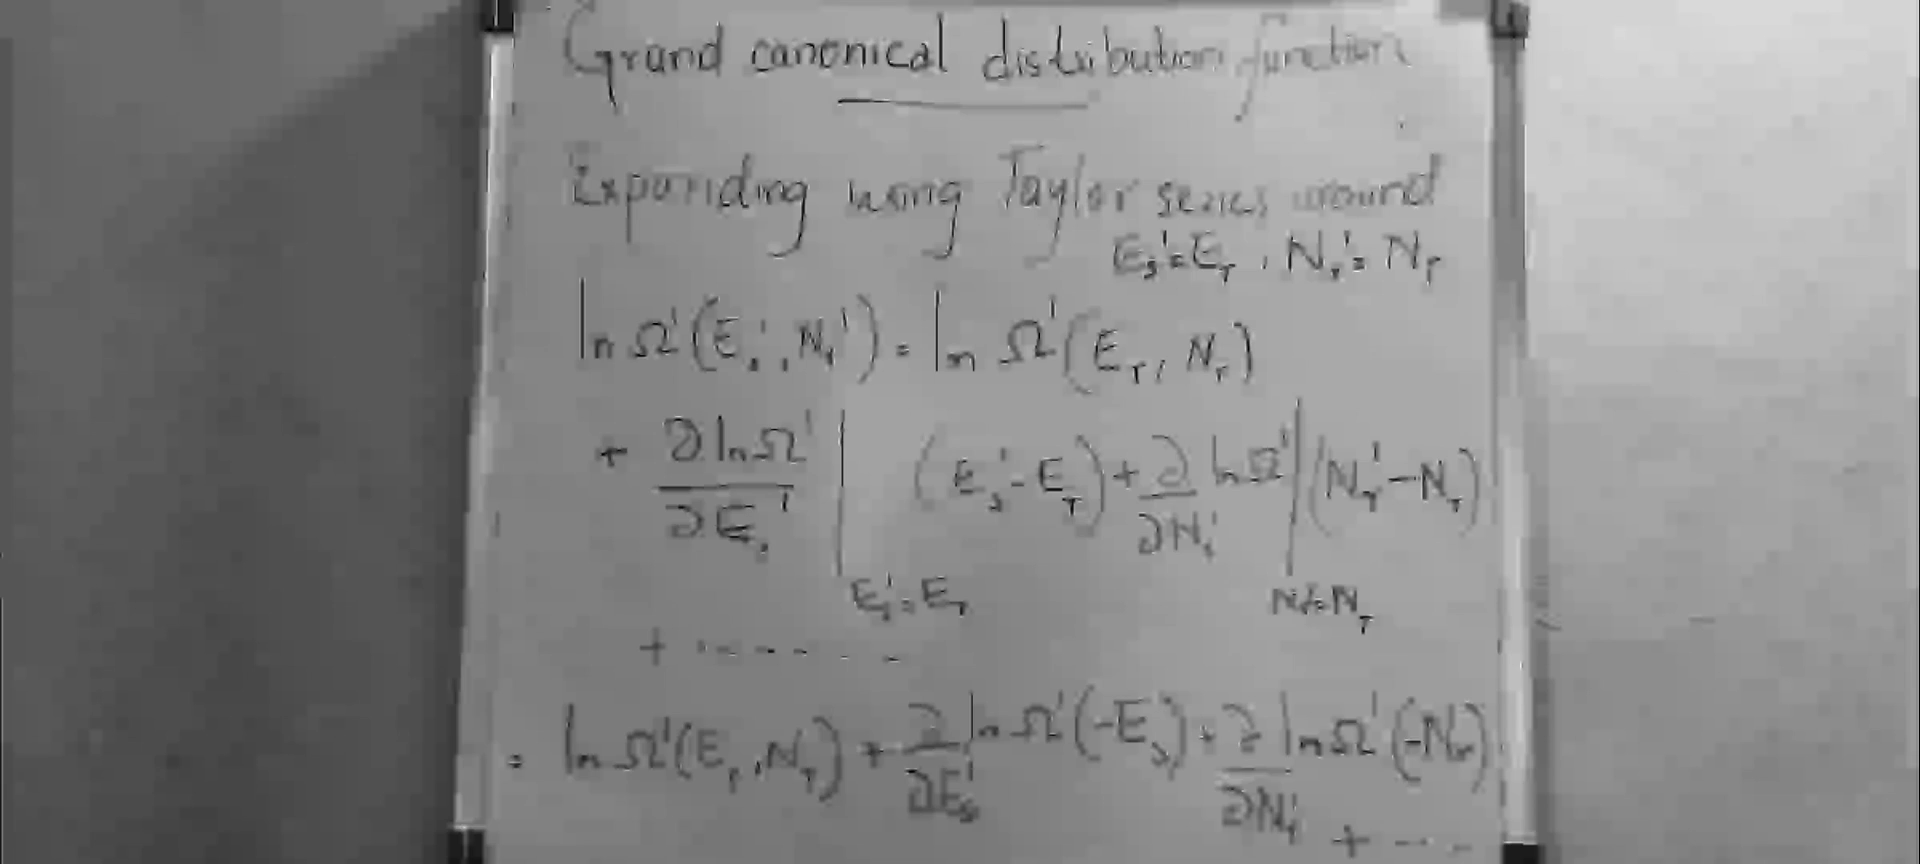 Grand canonical distribution function
Expanding using Taylor series around
E_s' = E_T, N_r' = N_T
ln Ω'(E_s', N_r') = ln Ω'(E_T, N_T)
+ ∂ ln Ω' / ∂E_s' |_{E_s' = E_T} (E_s' - E_T) + ∂/∂N_r' ln Ω' |_{N_r' = N_T} (N_r' - N_T)
+ .......
= ln Ω'(E_T, N_T) + ∂/∂E_s' ln Ω' (-E_s) + ∂/∂N_r' ln Ω' (-N_r)
+ ...